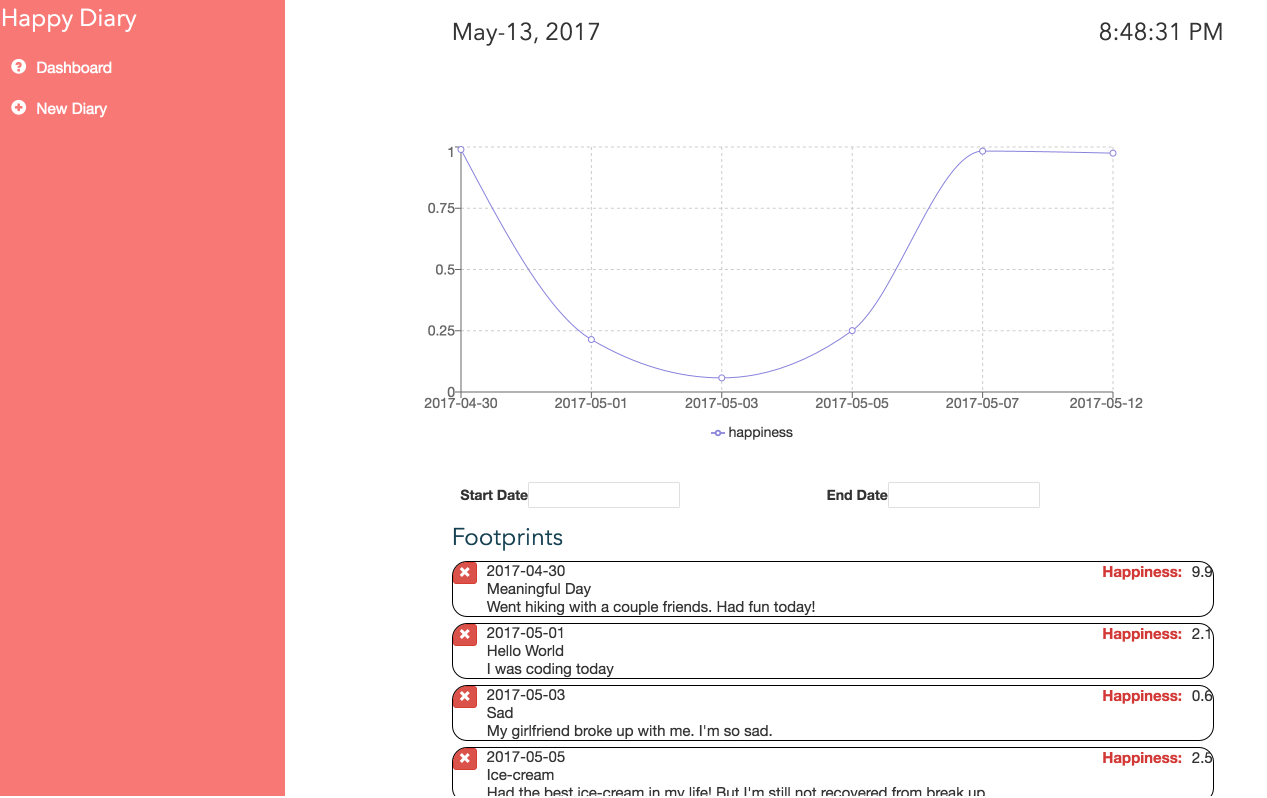 Happy Diary
Dashboard
New Diary
May-13, 2017 8:48:31 PM
1
0.75
0.5
0.25
0
2017-04-30 2017-05-01 2017-05-03 2017-05-05 2017-05-07 2017-05-12
happiness
Start Date End Date
Footprints
2017-04-30 Happiness: 9.9
Meaningful Day
Went hiking with a couple friends. Had fun today!
2017-05-01 Happiness: 2.1
Hello World
I was coding today
2017-05-03 Happiness: 0.6
Sad
My girlfriend broke up with me. I'm so sad.
2017-05-05 Happiness: 2.5
Ice-cream
Had the best ice-cream in my life! But I'm still not recovered from break up